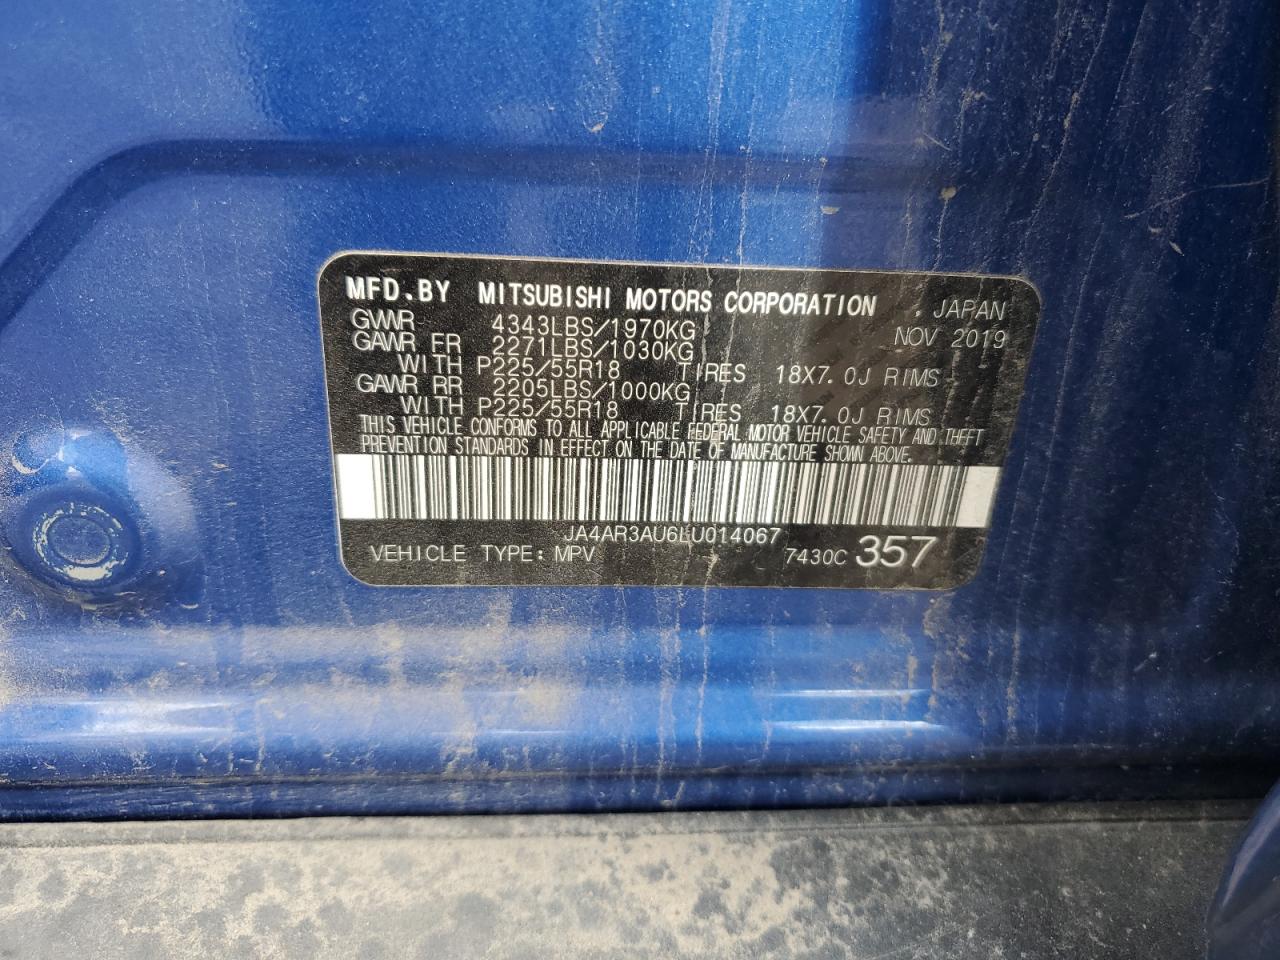 MFD.BY MITSUBISHI MOTORS CORPORATION , JAPAN
GVWR 4343LBS/1970KG NOV 2019
GAWR FR 2271LBS/1030KG
WITH P225/55R18 TIRES 18X7.0J RIMS
GAWR RR 2205LBS/1000KG
WITH P225/55R18 TIRES 18X7.0J RIMS
THIS VEHICLE CONFORMS TO ALL APPLICABLE FEDERAL MOTOR VEHICLE SAFETY AND THEFT
PREVENTION STANDARDS IN EFFECT ON THE DATE OF MANUFACTURE SHOWN ABOVE.
JA4AR3AU6LU014067
VEHICLE TYPE: MPV 7430C 357